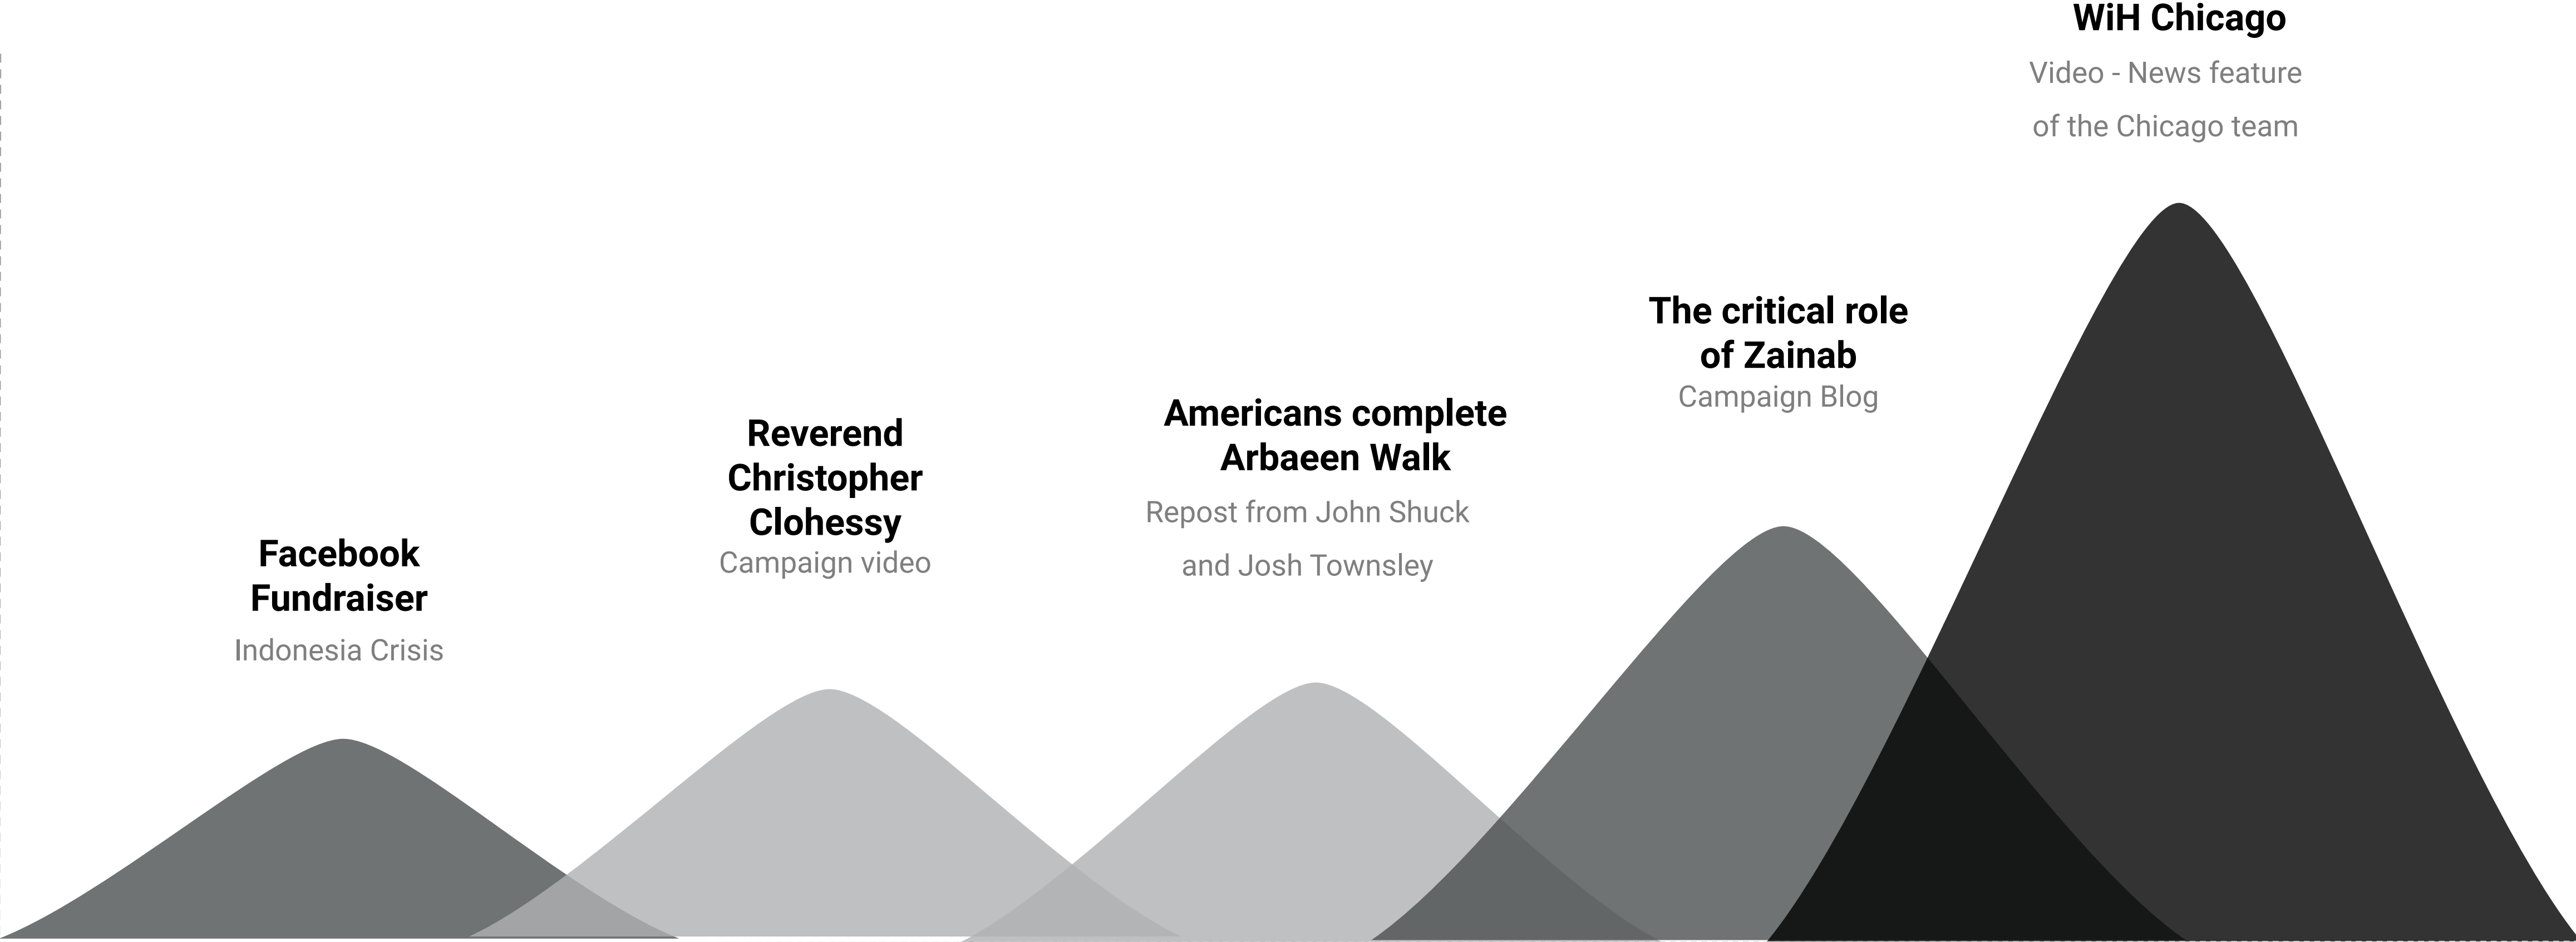 WiH Chicago
Video - News feature
of the Chicago team
The critical role
of Zainab
Campaign Blog
Americans complete
Arbaeen Walk
Repost from John Shuck
and Josh Townsley
Reverend
Christopher
Clohessy
Campaign video
Facebook
Fundraiser
Indonesia Crisis